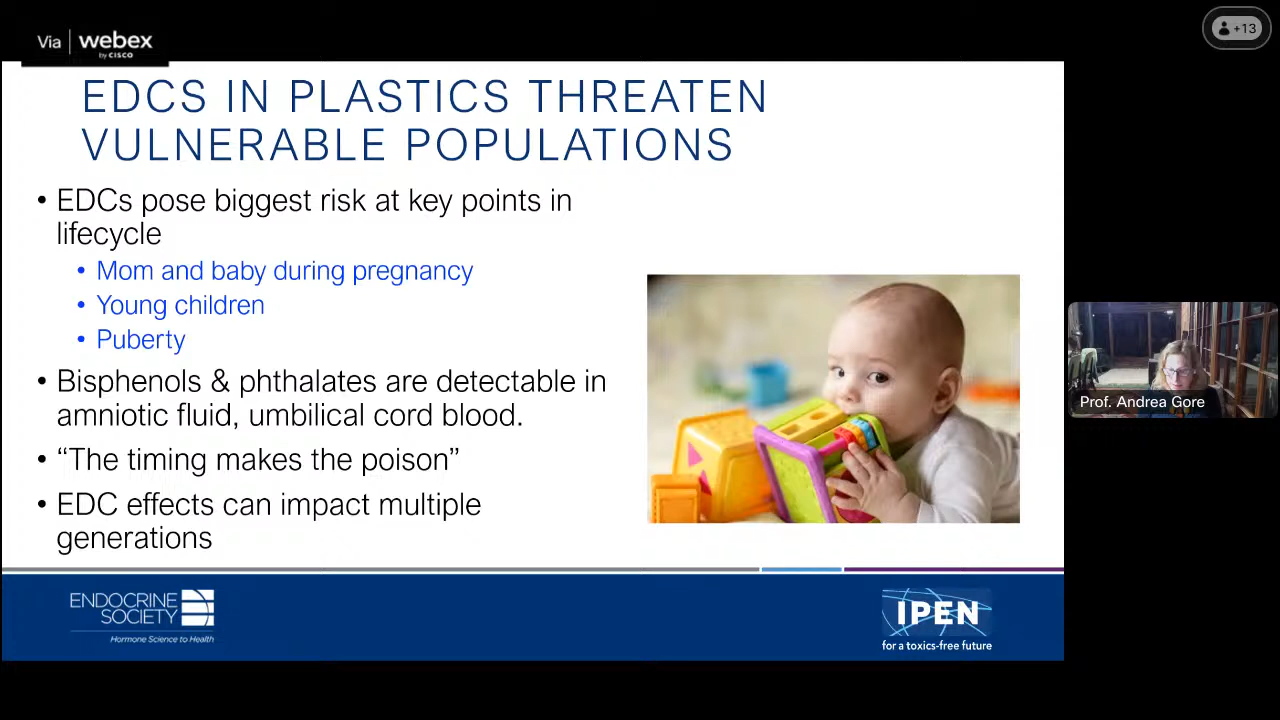 Via webex
by CISCO
+13
EDCS IN PLASTICS THREATEN
VULNERABLE POPULATIONS
• EDCs pose biggest risk at key points in
lifecycle
• Mom and baby during pregnancy
• Young children
• Puberty
• Bisphenols & phthalates are detectable in
amniotic fluid, umbilical cord blood.
• “The timing makes the poison”
• EDC effects can impact multiple
generations
Prof. Andrea Gore
ENDOCRINE
SOCIETY
Hormone Science to Health
IPEN
for a toxics-free future